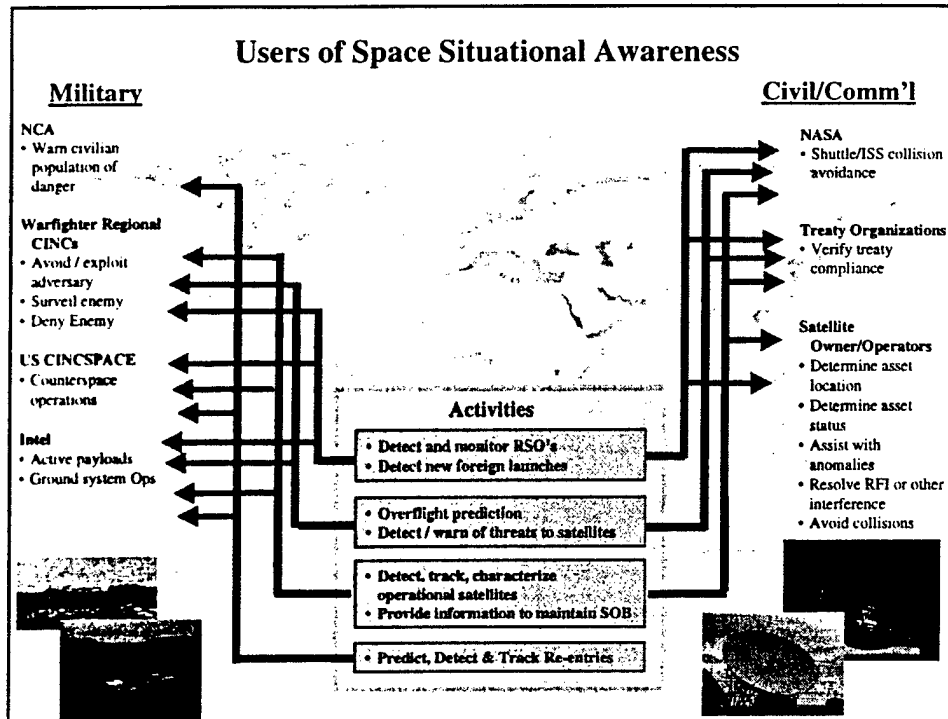 Users of Space Situational Awareness
Military
NCA
• Warn civilian
population of
danger
Warfighter Regional
CINCs
• Avoid / exploit
adversary
• Surveil enemy
• Deny Enemy
US CINCSPACE
• Counterspace
operations
Intel
• Active payloads
• Ground system Ops
Activities
• Detect and monitor RSO's
• Detect new foreign launches
• Overflight prediction
• Detect / warn of threats to satellites
• Detect, track, characterize
operational satellites
• Provide information to maintain SOB
• Predict, Detect & Track Re-entries
Civil/Comm'l
NASA
• Shuttle/ISS collision
avoidance
Treaty Organizations
• Verify treaty
compliance
Satellite
Owner/Operators
• Determine asset
location
• Determine asset
status
• Assist with
anomalies
• Resolve RFI or other
interference
• Avoid collisions